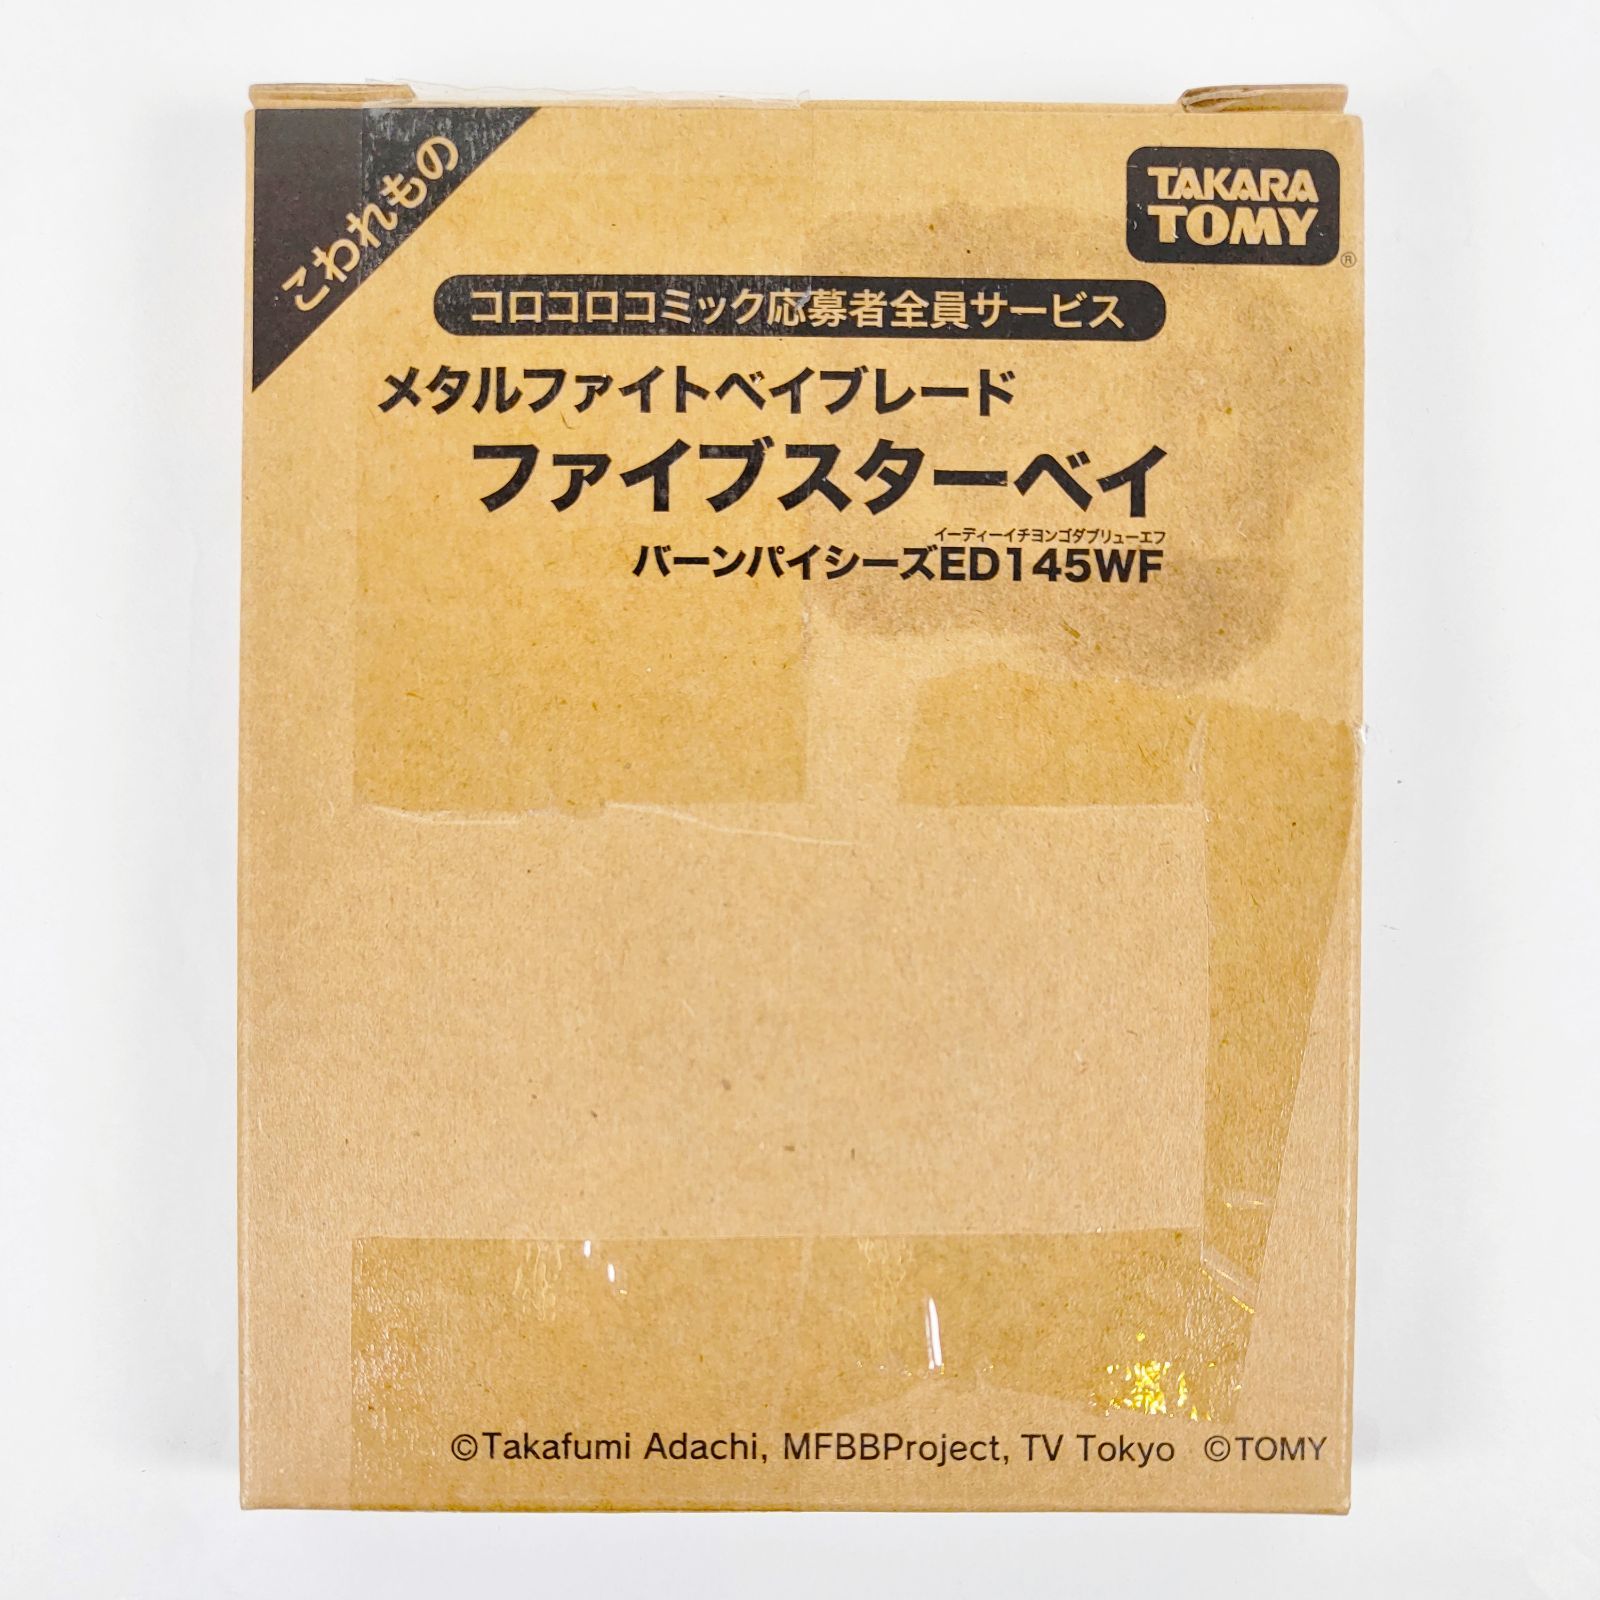 こわれもの
TAKARA
TOMY
®
コロコロコミック応募者全員サービス
メタルファイトベイブレード
ファイブスターベイ
イーディーイチヨンゴダブリューエフ
バーンパイシーズED145WF
©Takafumi Adachi, MFBBProject, TV Tokyo ©TOMY